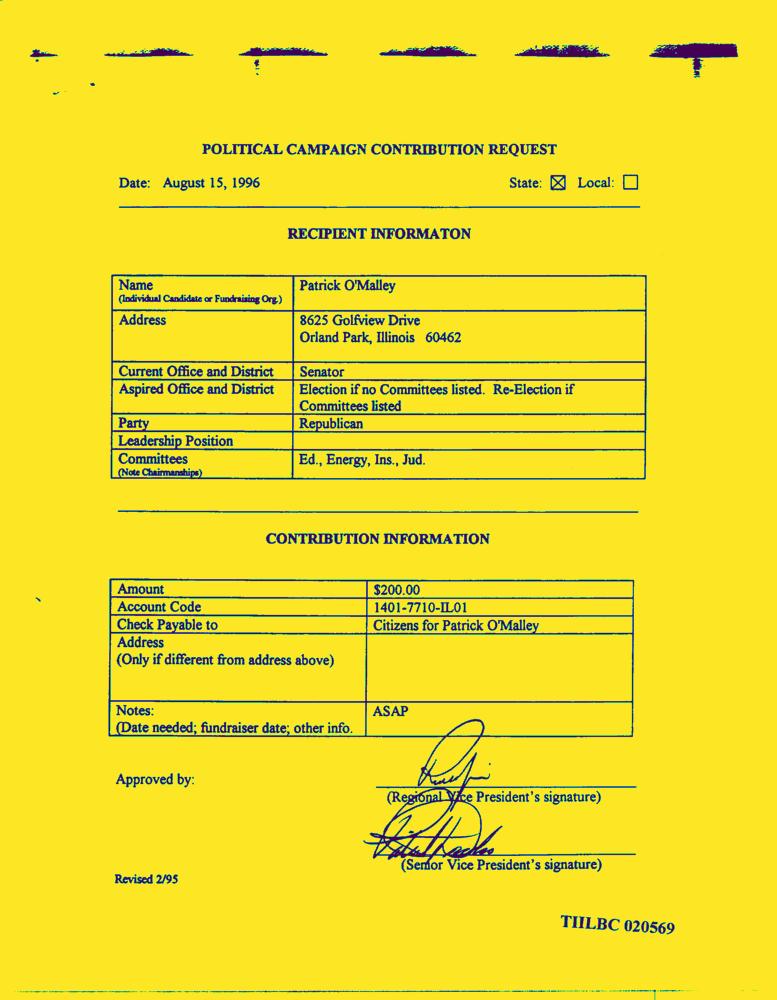 POLITICAL CAMPAIGN CONTRIBUTION REQUEST
Date: August 15, 1996 State: ☒ Local: ☐
RECIPIENT INFORMATON
Name Patrick O'Malley
(Individual Candidate or Fundraising Org.)
Address 8625 Golfview Drive
Orland Park, Illinois 60462
Current Office and District Senator
Aspired Office and District Election if no Committees listed. Re-Election if
Committees listed
Party Republican
Leadership Position
Committees Ed., Energy, Ins., Jud.
(Note Chairmanships)
CONTRIBUTION INFORMATION
Amount $200.00
Account Code 1401-7710-IL01
Check Payable to Citizens for Patrick O'Malley
Address
(Only if different from address above)
Notes: ASAP
(Date needed; fundraiser date; other info.
Approved by:
(Regional Vice President's signature)
(Senior Vice President's signature)
Revised 2/95
TIILBC 020569